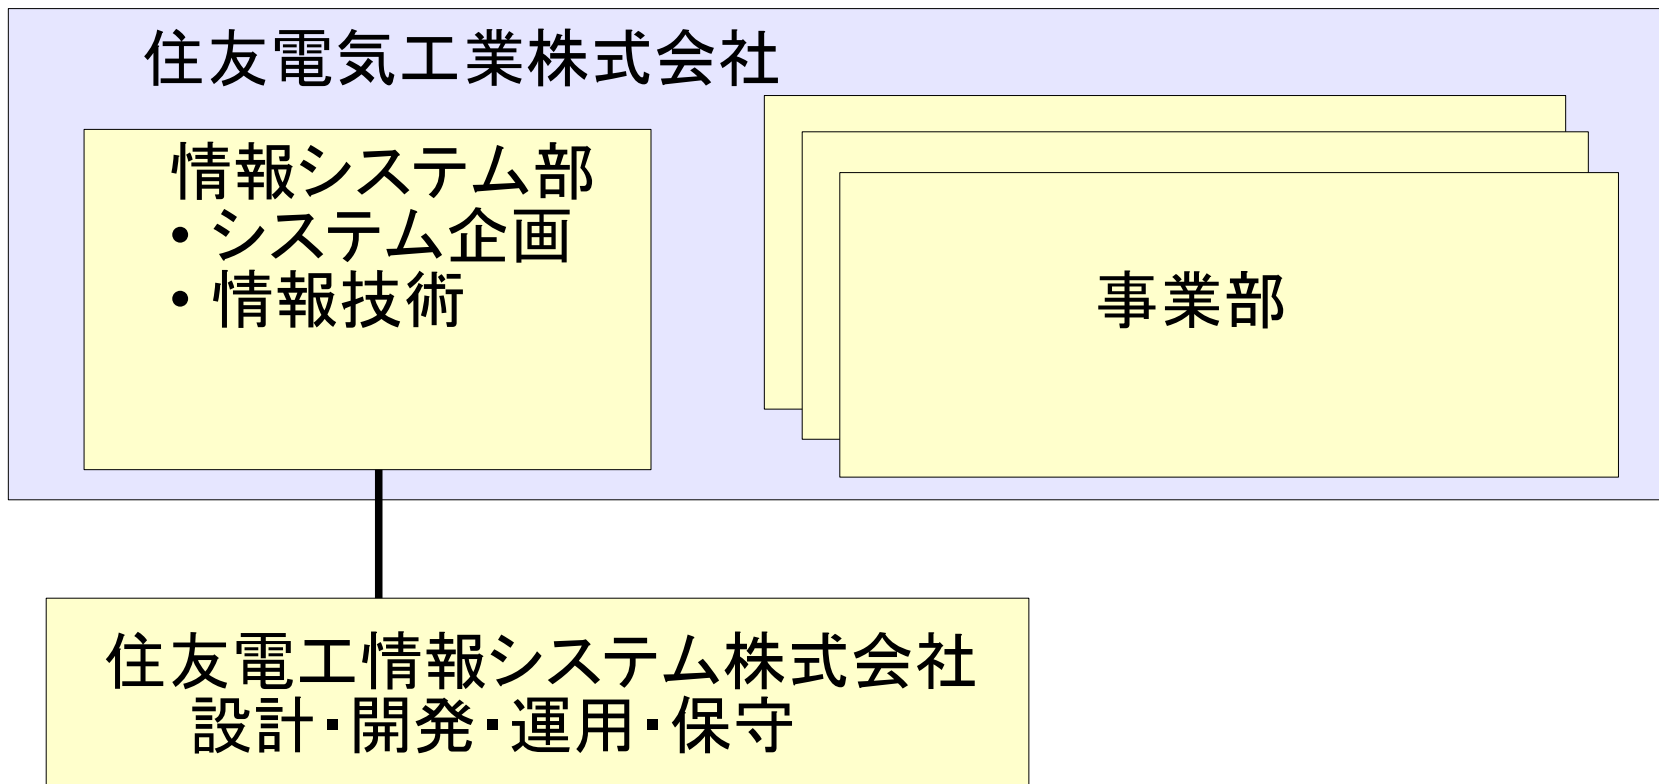 住友電気工業株式会社
情報システム部
• システム企画
• 情報技術
事業部
住友電工情報システム株式会社
設計・開発・運用・保守